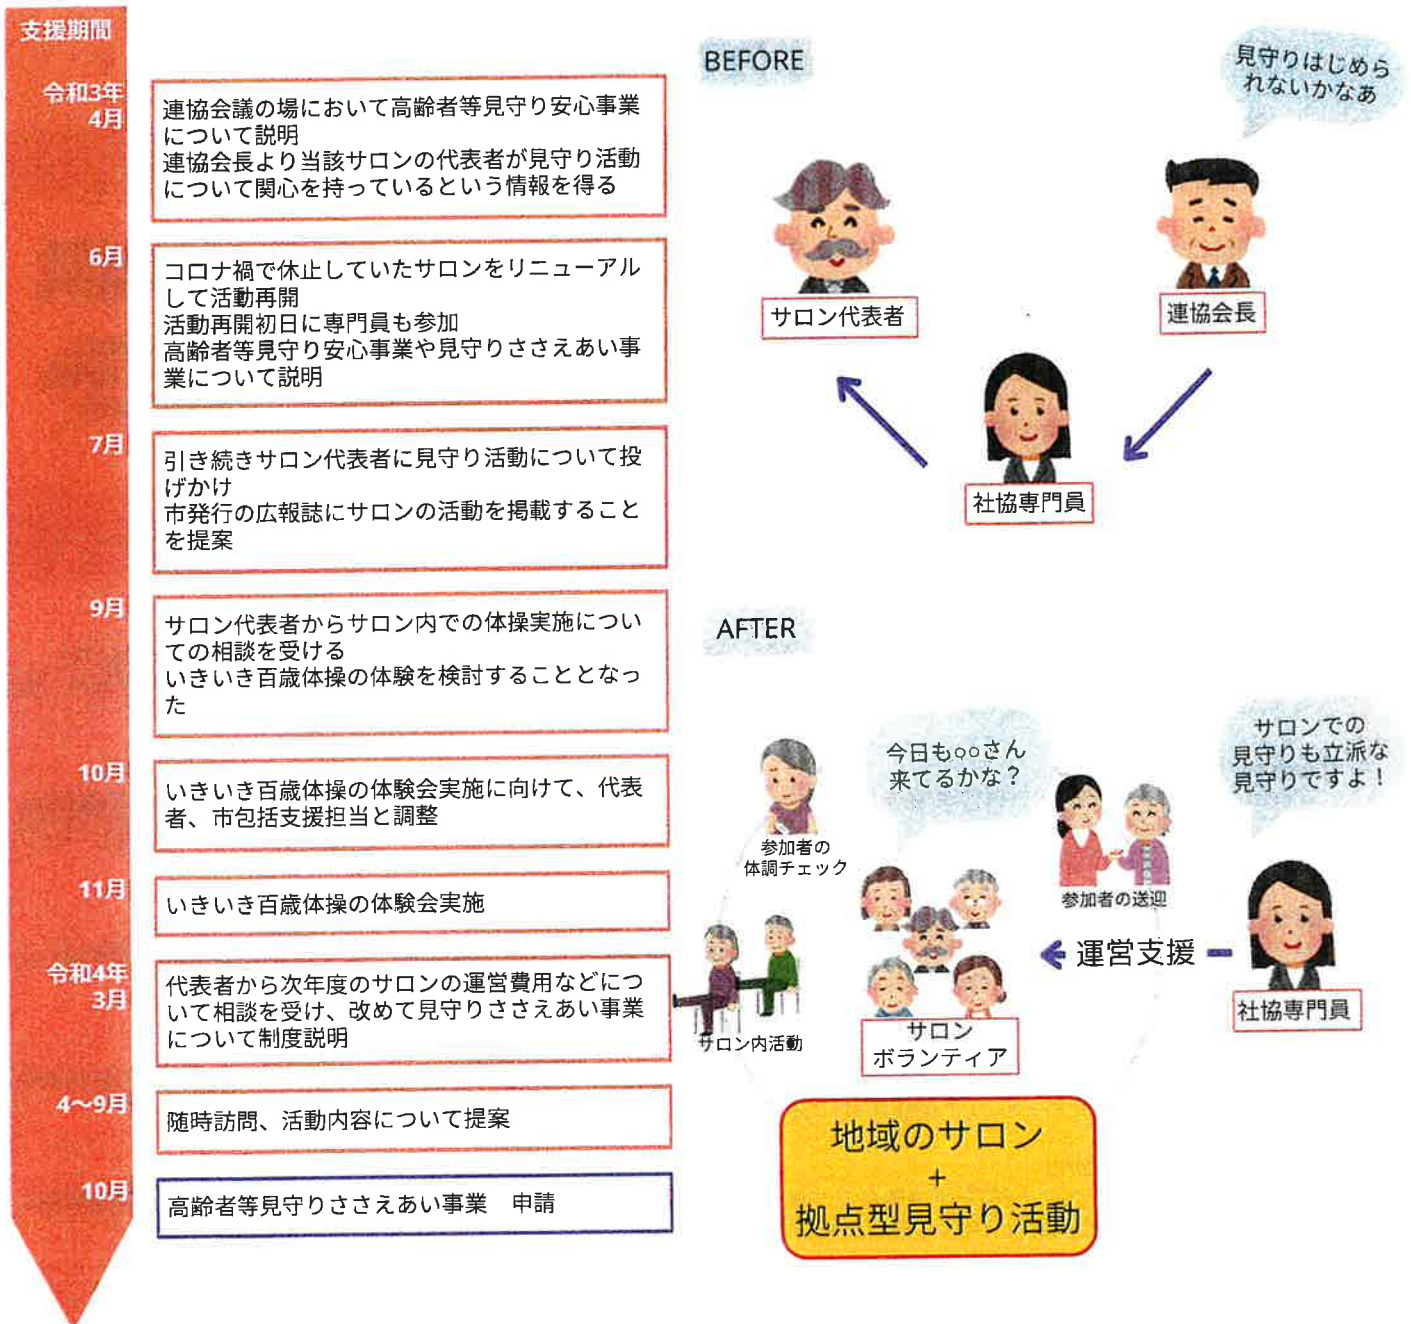 支援期間
令和3年
4月
連協会議の場において高齢者等見守り安心事業
について説明
連協会長より当該サロンの代表者が見守り活動
について関心を持っているという情報を得る
6月
コロナ禍で休止していたサロンをリニューアル
して活動再開
活動再開初日に専門員も参加
高齢者等見守り安心事業や見守りささえあい事
業について説明
7月
引き続きサロン代表者に見守り活動について投
げかけ
市発行の広報誌にサロンの活動を掲載すること
を提案
9月
サロン代表者からサロン内での体操実施につい
ての相談を受ける
いきいき百歳体操の体験を検討することとなっ
た
10月
いきいき百歳体操の体験会実施に向けて、代表
者、市包括支援担当と調整
11月
いきいき百歳体操の体験会実施
令和4年
3月
代表者から次年度のサロンの運営費用などにつ
いて相談を受け、改めて見守りささえあい事業
について制度説明
4～9月
随時訪問、活動内容について提案
10月
高齢者等見守りささえあい事業　申請
BEFORE
見守りはじめら
れないかなあ
サロン代表者
連協会長
社協専門員
AFTER
今日も○○さん
来てるかな？
サロンでの
見守りも立派な
見守りですよ！
参加者の
体調チェック
参加者の送迎
運営支援
サロン内活動
サロン
ボランティア
社協専門員
地域のサロン
+
拠点型見守り活動